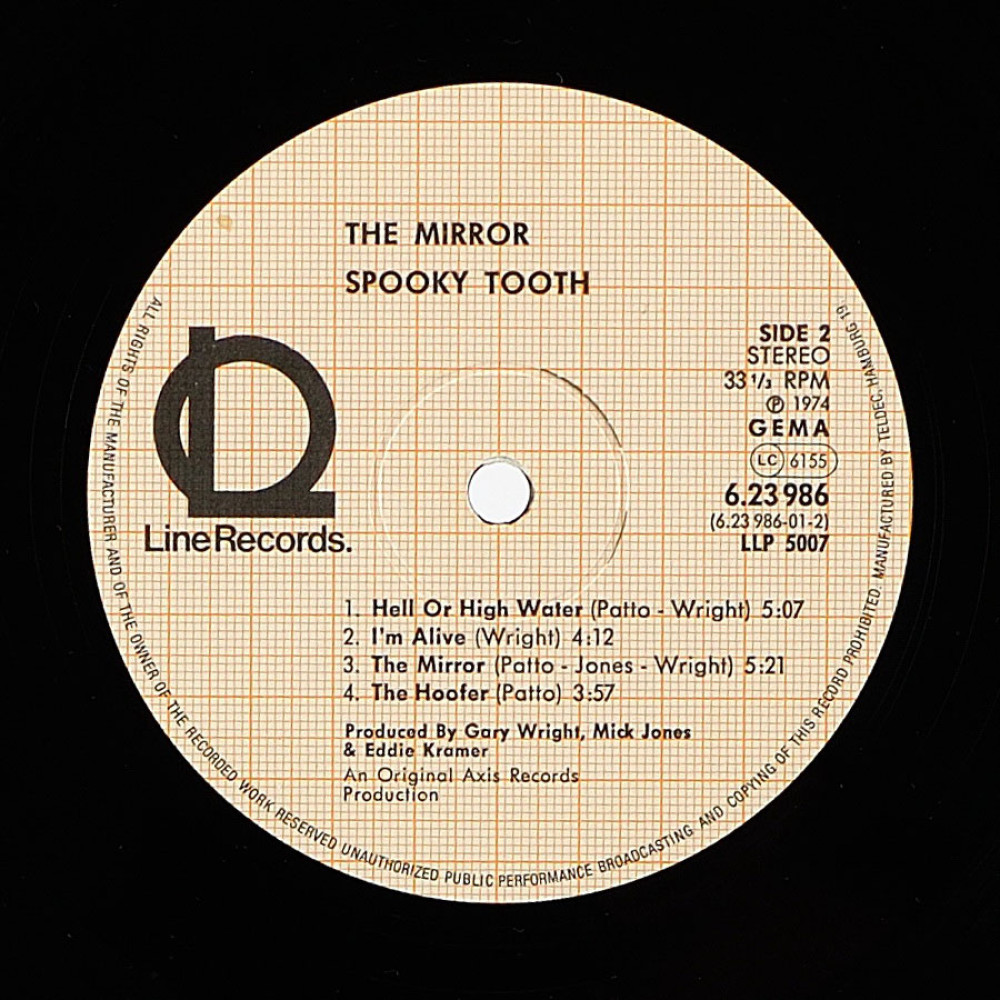 THE MIRROR
SPOOKY TOOTH
SIDE 2
STEREO
33 1/3 RPM
℗ 1974
GEMA
LC 6155
6.23 986
(6.23 986-01-2)
LLP 5007
Line Records.
1. Hell Or High Water (Patto - Wright) 5:07
2. I'm Alive (Wright) 4:12
3. The Mirror (Patto - Jones - Wright) 5:21
4. The Hoofer (Patto) 3:57
Produced By Gary Wright, Mick Jones
& Eddie Kramer
An Original Axis Records
Production
ALL RIGHTS OF THE MANUFACTURER AND OF THE OWNER OF THE RECORDED WORK RESERVED UNAUTHORIZED PUBLIC PERFORMANCE BROADCASTING AND COPYING OF THIS RECORD PROHIBITED. MANUFACTURED BY TELDEC, HAMBURG 19